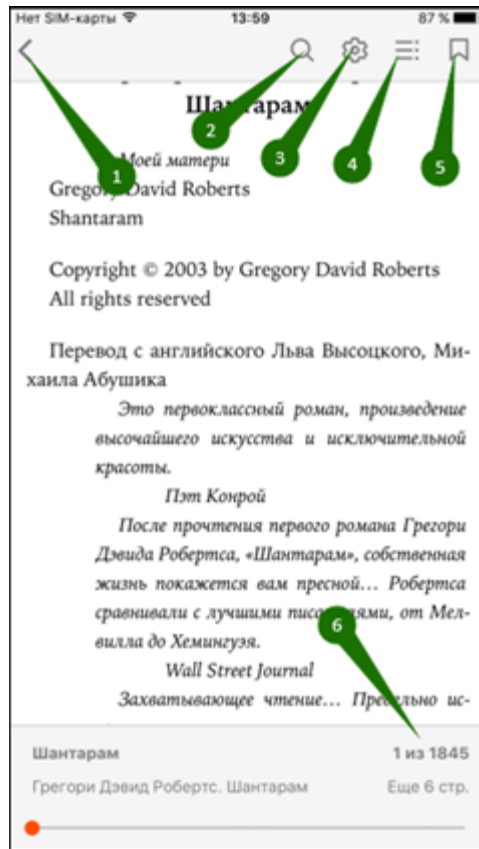 Нет SIM-карты 13:59 87 %
Шантарам
2
Моей матери
3
4
5
1
Gregory David Roberts
Shantaram
Copyright © 2003 by Gregory David Roberts
All rights reserved
Перевод с английского Льва Высоцкого, Ми-
хаила Абушика
Это первоклассный роман, произведение
высочайшего искусства и исключительной
красоты.
Пэт Конрой
После прочтения первого романа Грегори
Дэвида Робертса, «Шантарам», собственная
жизнь покажется вам пресной... Робертса
сравнивали с лучшими писателями, от Мел-
6
вилла до Хемингуэя.
Wall Street Journal
Захватывающее чтение... Предельно ис-
Шантарам 1 из 1845
Грегори Дэвид Робертс. Шантарам Еще 6 стр.